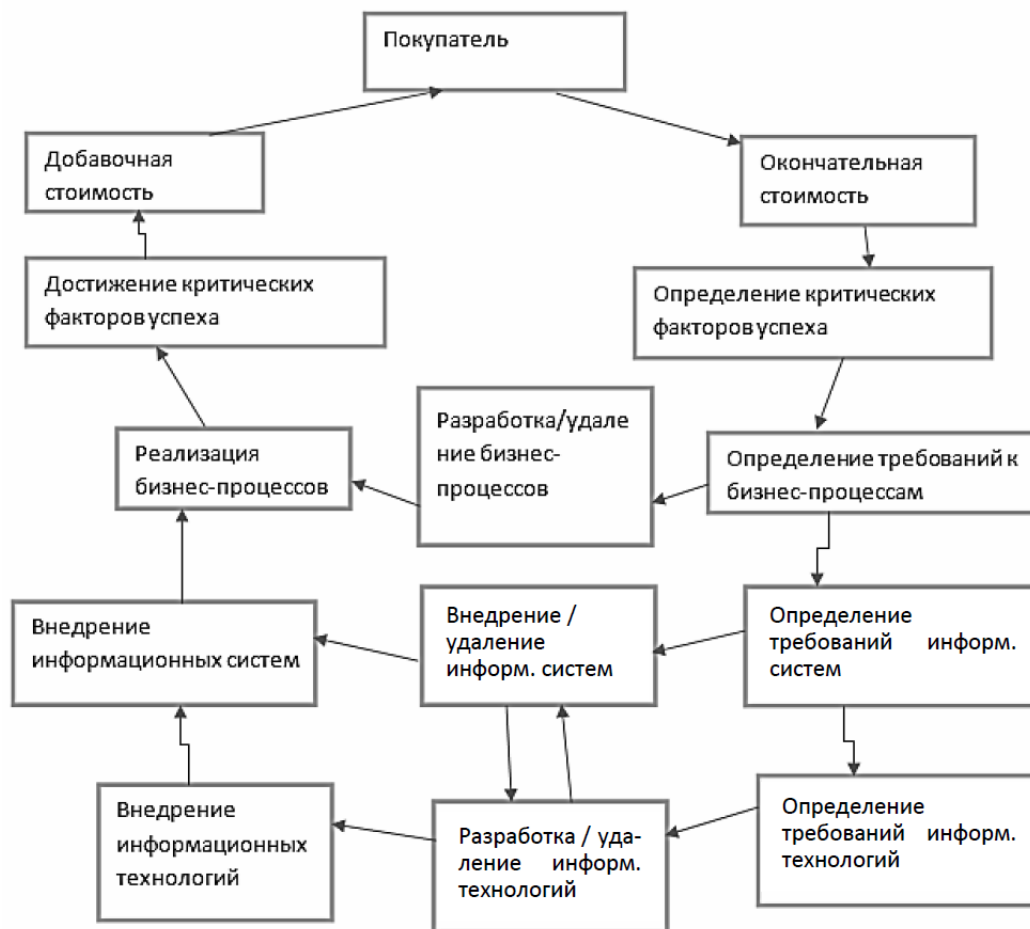 Покупатель
Добавочная
стоимость
Окончательная
стоимость
Достижение критических
факторов успеха
Определение критических
факторов успеха
Реализация
бизнес-процессов
Разработка/удале
ние бизнес-
процессов
Определение требований к
бизнес-процессам
Внедрение
информационных систем
Внедрение /
удаление
информ. систем
Определение
требований информ.
систем
Внедрение
информационных
технологий
Разработка / уда-
ление информ.
технологий
Определение
требований информ.
технологий